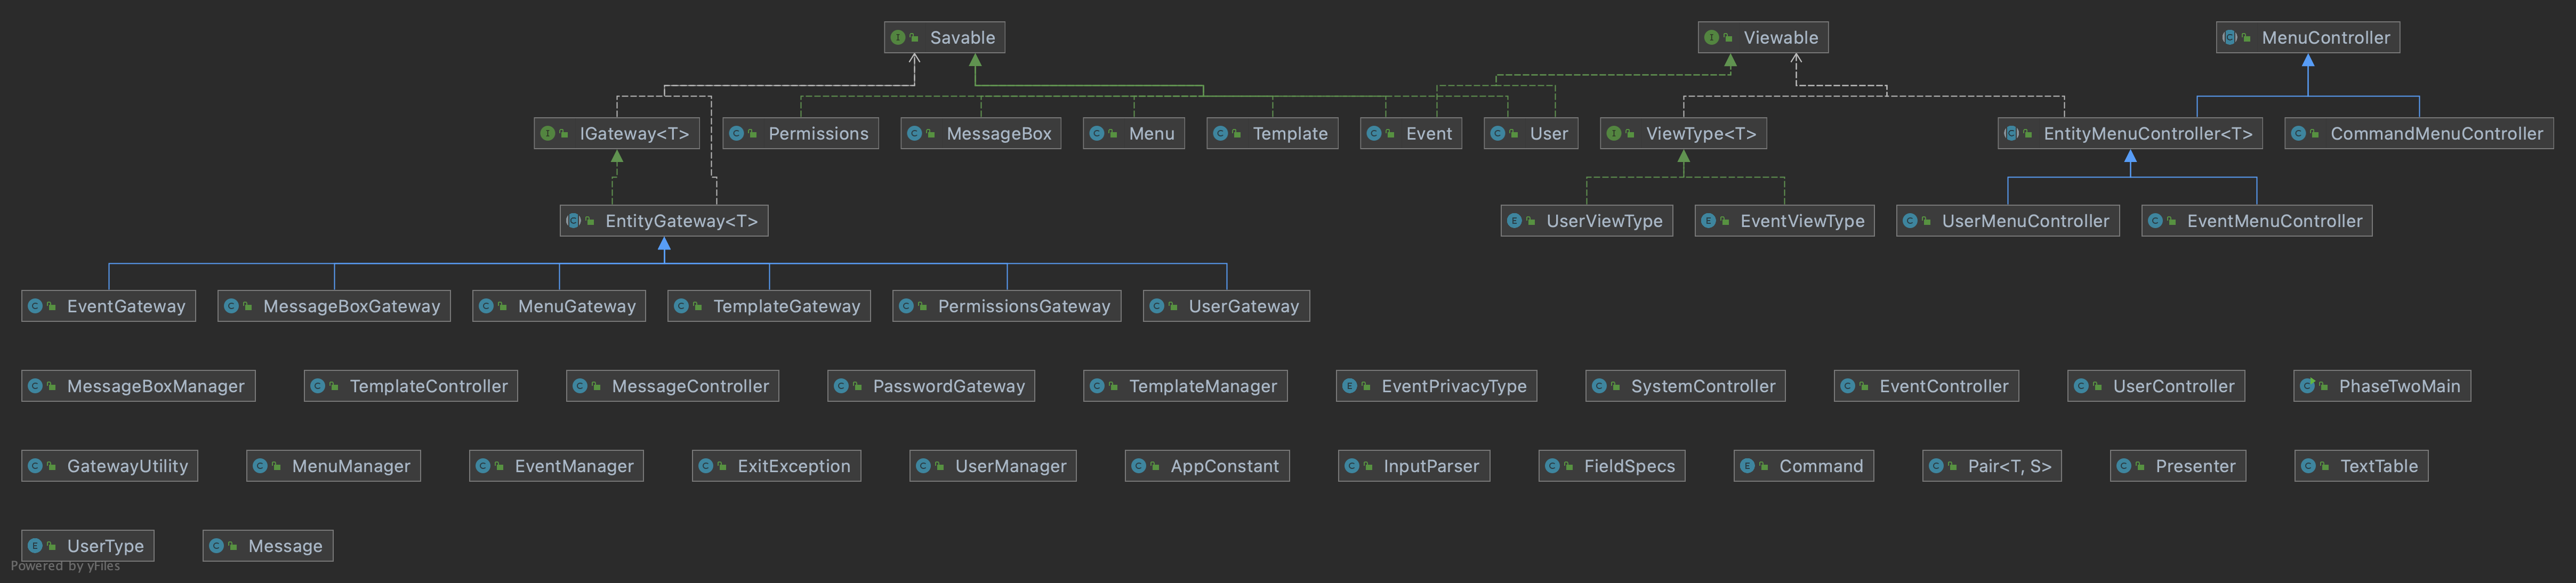 Savable Viewable MenuController
IGateway<T> Permissions MessageBox Menu Template Event User ViewType<T> EntityMenuController<T> CommandMenuController
EntityGateway<T> UserViewType EventViewType UserMenuController EventMenuController
EventGateway MessageBoxGateway MenuGateway TemplateGateway PermissionsGateway UserGateway
MessageBoxManager TemplateController MessageController PasswordGateway TemplateManager EventPrivacyType SystemController EventController UserController PhaseTwoMain
GatewayUtility MenuManager EventManager ExitException UserManager AppConstant InputParser FieldSpecs Command Pair<T, S> Presenter TextTable
UserType Message
Powered by yFiles